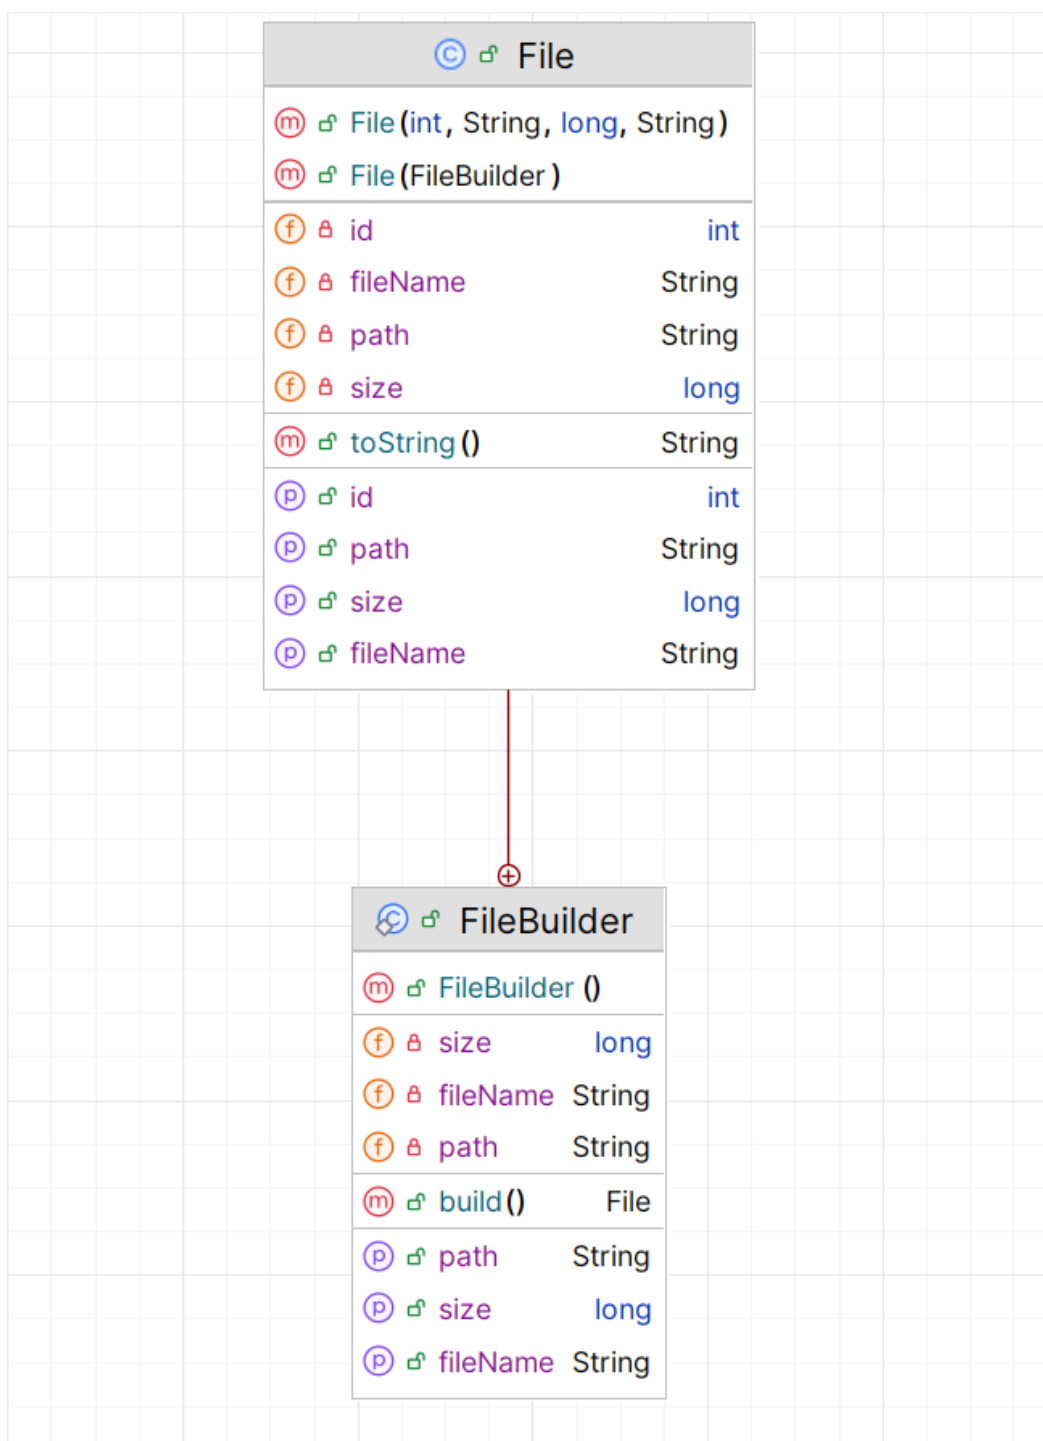 File
File(int, String, long, String)
File(FileBuilder)
id int
fileName String
path String
size long
toString() String
id int
path String
size long
fileName String
FileBuilder
FileBuilder()
size long
fileName String
path String
build() File
path String
size long
fileName String